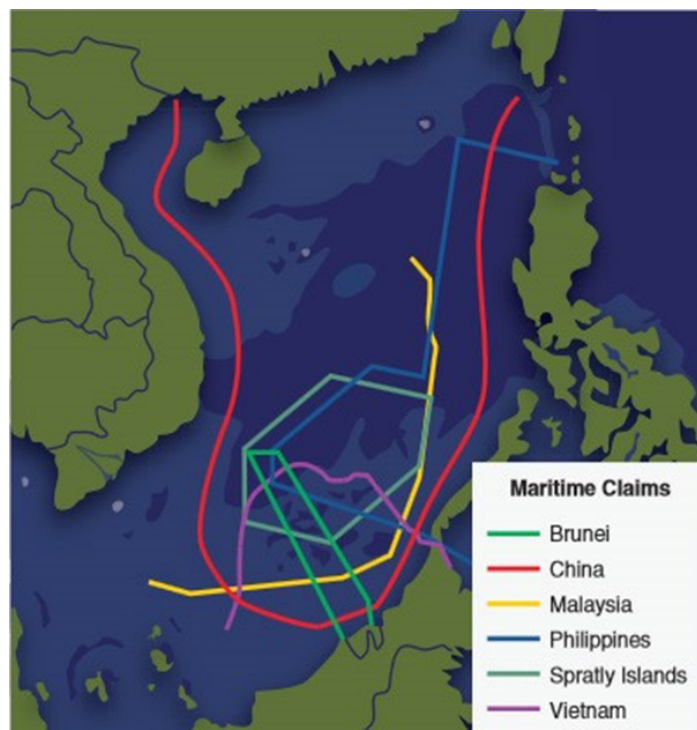 Maritime Claims
Brunei
China
Malaysia
Philippines
Spratly Islands
Vietnam